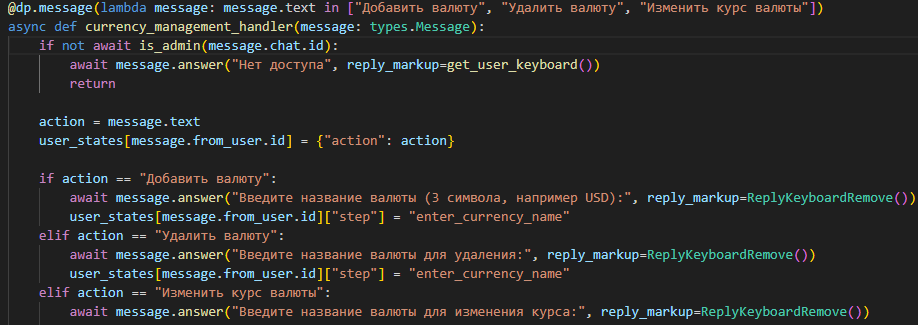 @dp.message(lambda message: message.text in ["Добавить валюту", "Удалить валюту", "Изменить курс валюты"])
async def currency_management_handler(message: types.Message):
    if not await is_admin(message.chat.id):
        await message.answer("Нет доступа", reply_markup=get_user_keyboard())
        return

    action = message.text
    user_states[message.from_user.id] = {"action": action}

    if action == "Добавить валюту":
        await message.answer("Введите название валюты (3 символа, например USD):", reply_markup=ReplyKeyboardRemove())
        user_states[message.from_user.id]["step"] = "enter_currency_name"
    elif action == "Удалить валюту":
        await message.answer("Введите название валюты для удаления:", reply_markup=ReplyKeyboardRemove())
        user_states[message.from_user.id]["step"] = "enter_currency_name"
    elif action == "Изменить курс валюты":
        await message.answer("Введите название валюты для изменения курса:", reply_markup=ReplyKeyboardRemove())